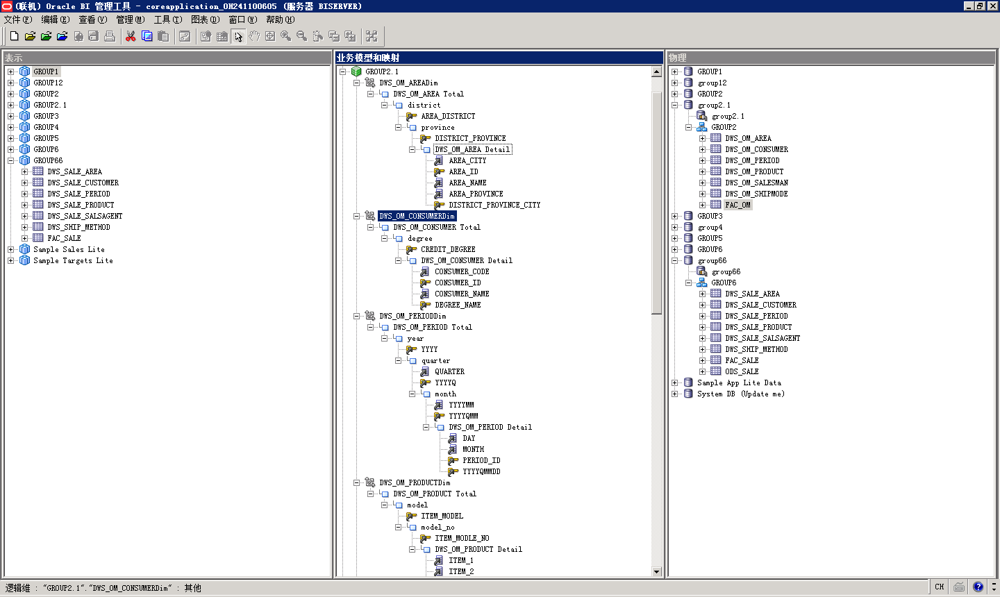 (联机) Oracle BI 管理工具 - coreapplication_OH241100605 (服务器 BISERVER)
文件(F) 编辑(E) 查看(V) 管理(M) 工具(T) 图表(D) 窗口(W) 帮助(H)
表示
GROUP1
GROUP12
GROUP2
GROUP2.1
GROUP3
GROUP4
GROUP5
GROUP6
GROUP66
DWS_SALE_AREA
DWS_SALE_CUSTOMER
DWS_SALE_PERIOD
DWS_SALE_PRODUCT
DWS_SALE_SALSAGENT
DWS_SHIP_METHOD
FAC_SALE
Sample Sales Lite
Sample Targets Lite
业务模型和映射
GROUP2.1
DWS_OM_AREADim
DWS_OM_AREA Total
district
AREA_DISTRICT
province
DISTRICT_PROVINCE
DWS_OM_AREA Detail
AREA_CITY
AREA_ID
AREA_NAME
AREA_PROVINCE
DISTRICT_PROVINCE_CITY
DWS_OM_CONSUMERDim
DWS_OM_CONSUMER Total
degree
CREDIT_DEGREE
DWS_OM_CONSUMER Detail
CONSUMER_CODE
CONSUMER_ID
CONSUMER_NAME
DEGREE_NAME
DWS_OM_PERIODDim
DWS_OM_PERIOD Total
year
YYYY
quarter
QUARTER
YYYYQ
month
YYYYMM
YYYYQMM
DWS_OM_PERIOD Detail
DAY
MONTH
PERIOD_ID
YYYYQMMDD
DWS_OM_PRODUCTDim
DWS_OM_PRODUCT Total
model
ITEM_MODEL
model_no
ITEM_MODLE_NO
DWS_OM_PRODUCT Detail
ITEM_1
ITEM_2
物理
GROUP1
group12
GROUP2
group2.1
group2.1
GROUP2
DWS_OM_AREA
DWS_OM_CONSUMER
DWS_OM_PERIOD
DWS_OM_PRODUCT
DWS_OM_SALESMAN
DWS_OM_SHIPMODE
FAC_OM
GROUP3
group4
GROUP5
GROUP6
group66
group66
GROUP6
DWS_SALE_AREA
DWS_SALE_CUSTOMER
DWS_SALE_PERIOD
DWS_SALE_PRODUCT
DWS_SALE_SALSAGENT
DWS_SHIP_METHOD
FAC_SALE
ODS_SALE
Sample App Lite Data
System DB (Update me)
逻辑维 : "GROUP2.1"."DWS_OM_CONSUMERDim" : 其他
CH